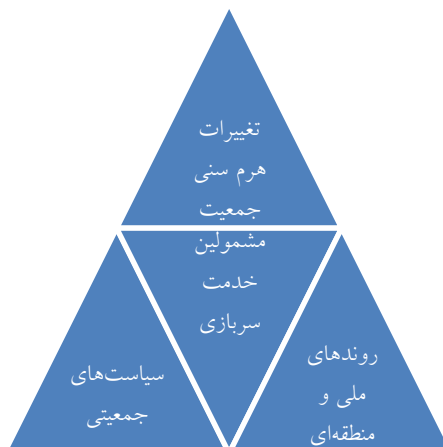 تغییرات
هرم سنی
جمعیت
مشمولین
خدمت
سربازی
روندهای
ملی و
منطقه‌ای
سیاست‌های
جمعیتی